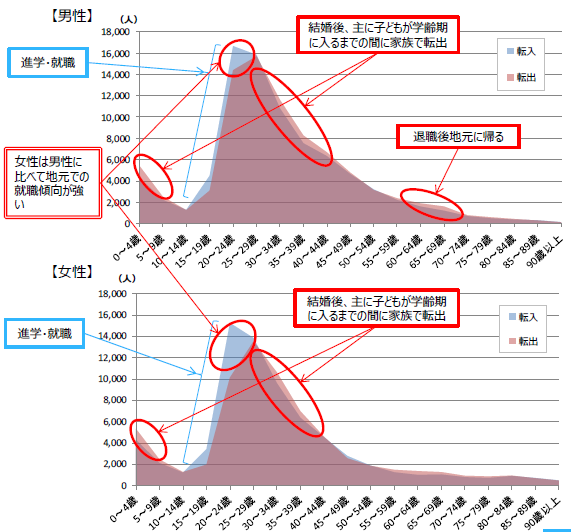 【男性】
(人)
18,000
16,000
14,000
12,000
10,000
8,000
6,000
4,000
2,000
0
0～4歳
5～9歳
10～14歳
15～19歳
20～24歳
25～29歳
30～34歳
35～39歳
40～44歳
45～49歳
50～54歳
55～59歳
60～64歳
65～69歳
70～74歳
75～79歳
80～84歳
85～89歳
90歳以上
進学・就職
結婚後、主に子どもが学齢期
に入るまでの間に家族で転出
転入
転出
退職後地元に帰る
女性は男性に
比べて地元での
就職傾向が強
い
【女性】
(人)
18,000
16,000
14,000
12,000
10,000
8,000
6,000
4,000
2,000
0
0～4歳
5～9歳
10～14歳
15～19歳
20～24歳
25～29歳
30～34歳
35～39歳
40～44歳
45～49歳
50～54歳
55～59歳
60～64歳
65～69歳
70～74歳
75～79歳
80～84歳
85～89歳
90歳以上
進学・就職
結婚後、主に子どもが学齢期
に入るまでの間に家族で転出
転入
転出